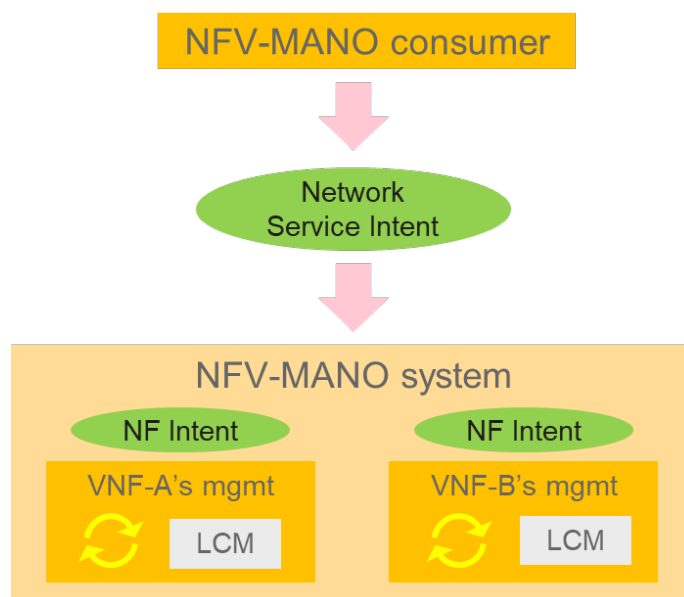 NFV-MANO consumer
Network
Service Intent
NFV-MANO system
NF Intent
NF Intent
VNF-A's mgmt
VNF-B's mgmt
LCM
LCM